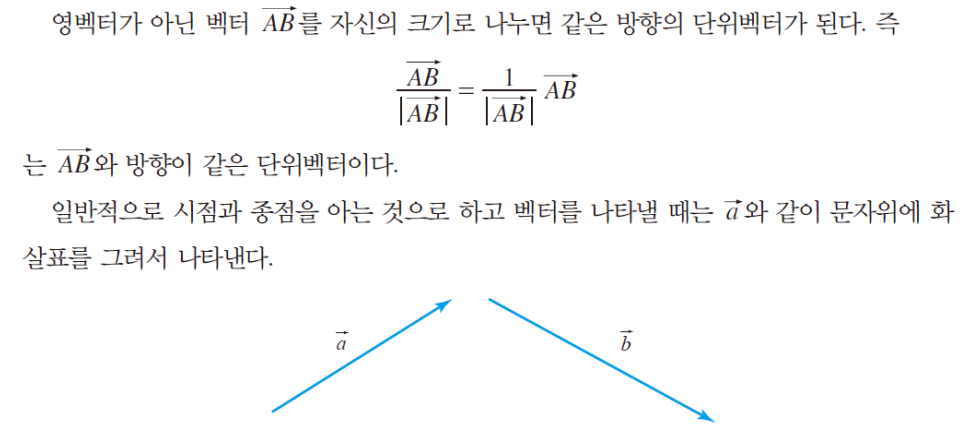 영벡터가 아닌 벡터 $\overrightarrow{AB}$를 자신의 크기로 나누면 같은 방향의 단위벡터가 된다. 즉
$\frac{\overrightarrow{AB}}{|\overrightarrow{AB}|} = \frac{1}{|\overrightarrow{AB}|} \overrightarrow{AB}$
는 $\overrightarrow{AB}$와 방향이 같은 단위벡터이다.
일반적으로 시점과 종점을 아는 것으로 하고 벡터를 나타낼 때는 $\vec{a}$와 같이 문자위에 화
살표를 그려서 나타낸다.
$\vec{a}$
$\vec{b}$